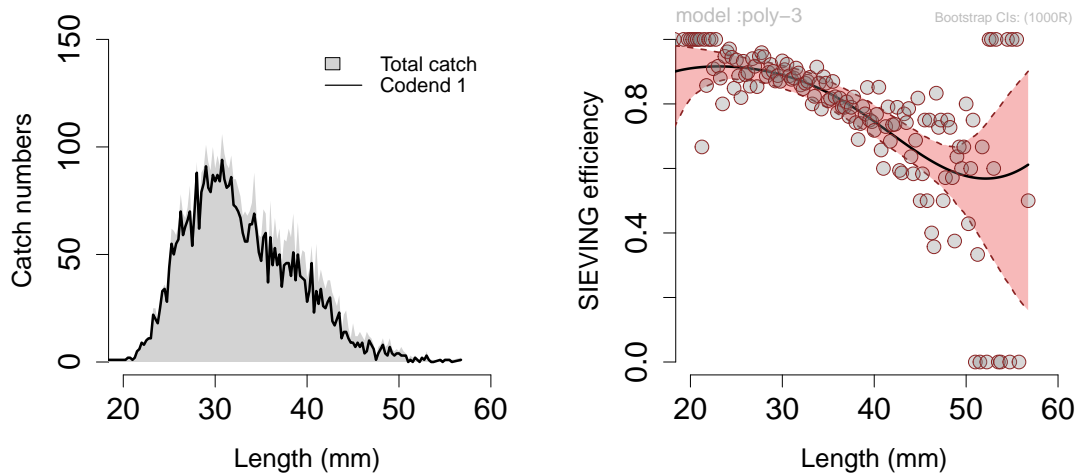 150
100
50
0
Catch numbers
Total catch
Codend 1
20 30 40 50 60
Length (mm)
model :poly−3
Bootstrap CIs: (1000R)
0.8
0.4
0.0
SIEVING efficiency
20 30 40 50 60
Length (mm)